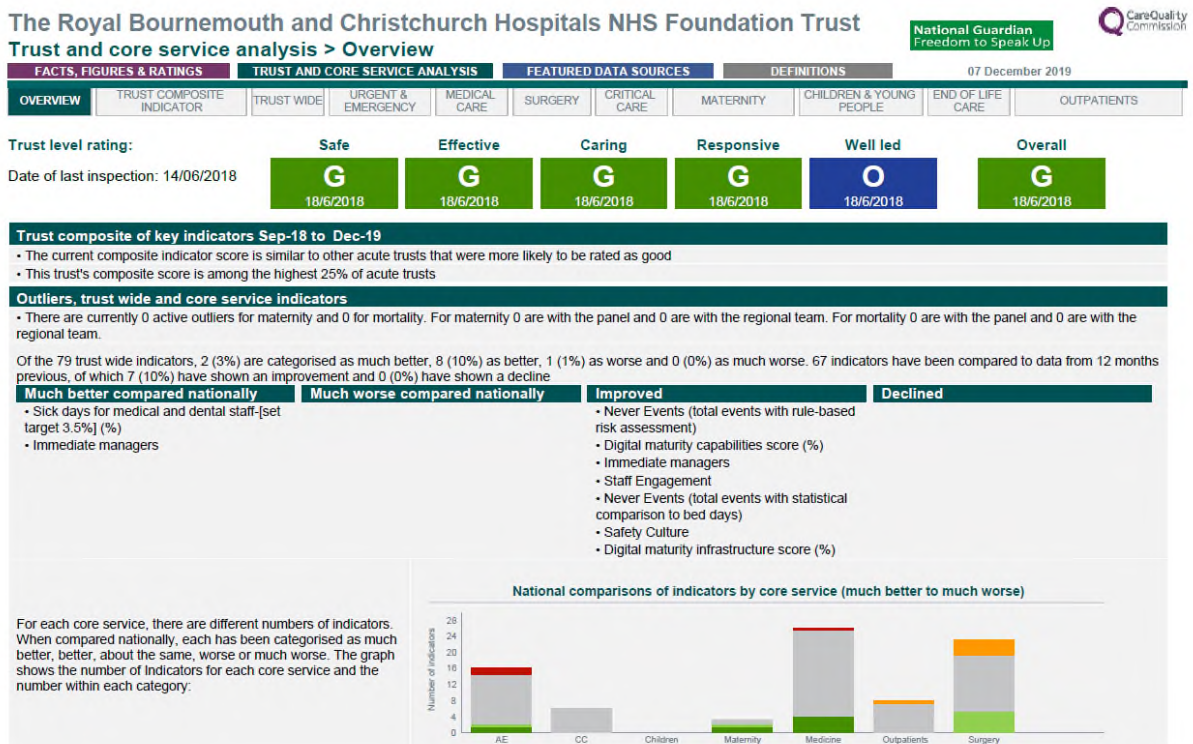 The Royal Bournemouth and Christchurch Hospitals NHS Foundation Trust
Trust and core service analysis > Overview
National Guardian
Freedom to Speak Up
CareQuality
Commission
FACTS, FIGURES & RATINGS
TRUST AND CORE SERVICE ANALYSIS
FEATURED DATA SOURCES
DEFINITIONS
07 December 2019
OVERVIEW
TRUST COMPOSITE
INDICATOR
TRUST WIDE
URGENT &
EMERGENCY
MEDICAL
CARE
SURGERY
CRITICAL
CARE
MATERNITY
CHILDREN & YOUNG
PEOPLE
END OF LIFE
CARE
OUTPATIENTS
Trust level rating:
Safe
Effective
Caring
Responsive
Well led
Overall
Date of last inspection: 14/06/2018
G
18/6/2018
G
18/6/2018
G
18/6/2018
G
18/6/2018
O
18/6/2018
G
18/6/2018
Trust composite of key indicators Sep-18 to Dec-19
• The current composite indicator score is similar to other acute trusts that were more likely to be rated as good
• This trust's composite score is among the highest 25% of acute trusts
Outliers, trust wide and core service indicators
• There are currently 0 active outliers for maternity and 0 for mortality. For maternity 0 are with the panel and 0 are with the regional team. For mortality 0 are with the panel and 0 are with the
regional team.
Of the 79 trust wide indicators, 2 (3%) are categorised as much better, 8 (10%) as better, 1 (1%) as worse and 0 (0%) as much worse. 67 indicators have been compared to data from 12 months
previous, of which 7 (10%) have shown an improvement and 0 (0%) have shown a decline
Much better compared nationally
• Sick days for medical and dental staff-[set
target 3.5%] (%)
• Immediate managers
Much worse compared nationally
Improved
• Never Events (total events with rule-based
risk assessment)
• Digital maturity capabilities score (%)
• Immediate managers
• Staff Engagement
• Never Events (total events with statistical
comparison to bed days)
• Safety Culture
• Digital maturity infrastructure score (%)
Declined
For each core service, there are different numbers of indicators.
When compared nationally, each has been categorised as much
better, better, about the same, worse or much worse. The graph
shows the number of Indicators for each core service and the
number within each category:
National comparisons of indicators by core service (much better to much worse)
Number of indicators
28
24
20
16
12
8
4
0
AE
CC
Children
Maternity
Medicine
Outpatients
Surgery